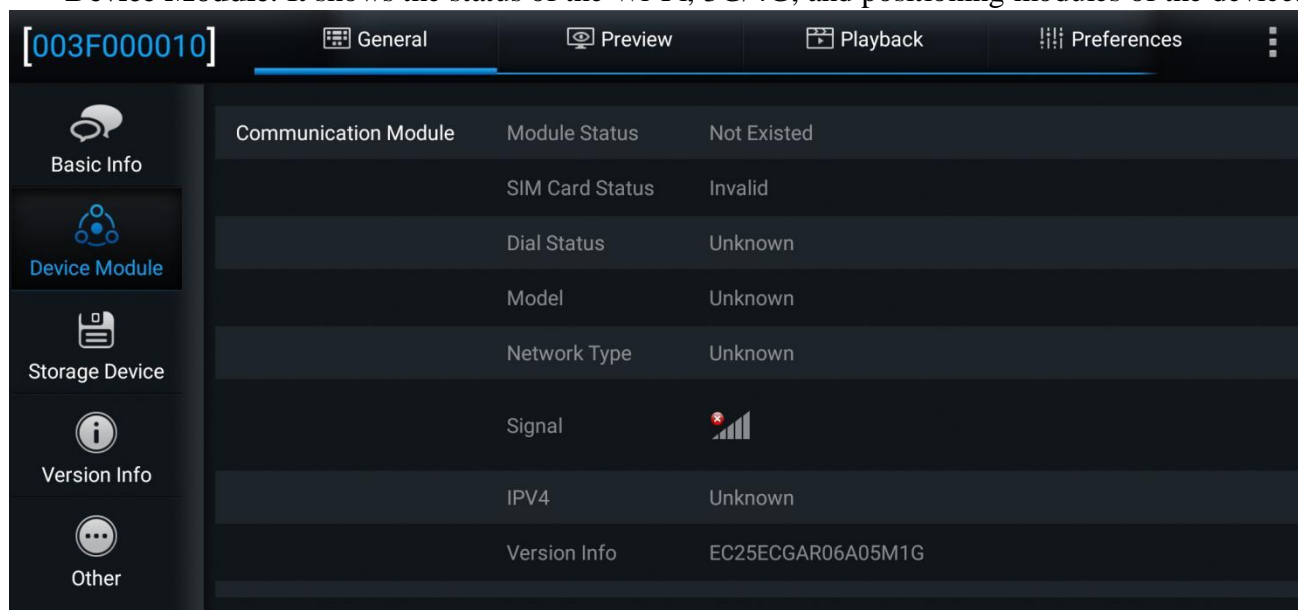 Device Module: It shows the status of the Wi-Fi, 3G/4G, and positioning modules of the device.
[003F000010] General Preview Playback Preferences
Basic Info
Device Module
Storage Device
Version Info
Other
Communication Module Module Status Not Existed
SIM Card Status Invalid
Dial Status Unknown
Model Unknown
Network Type Unknown
Signal
IPV4 Unknown
Version Info EC25ECGAR06A05M1G